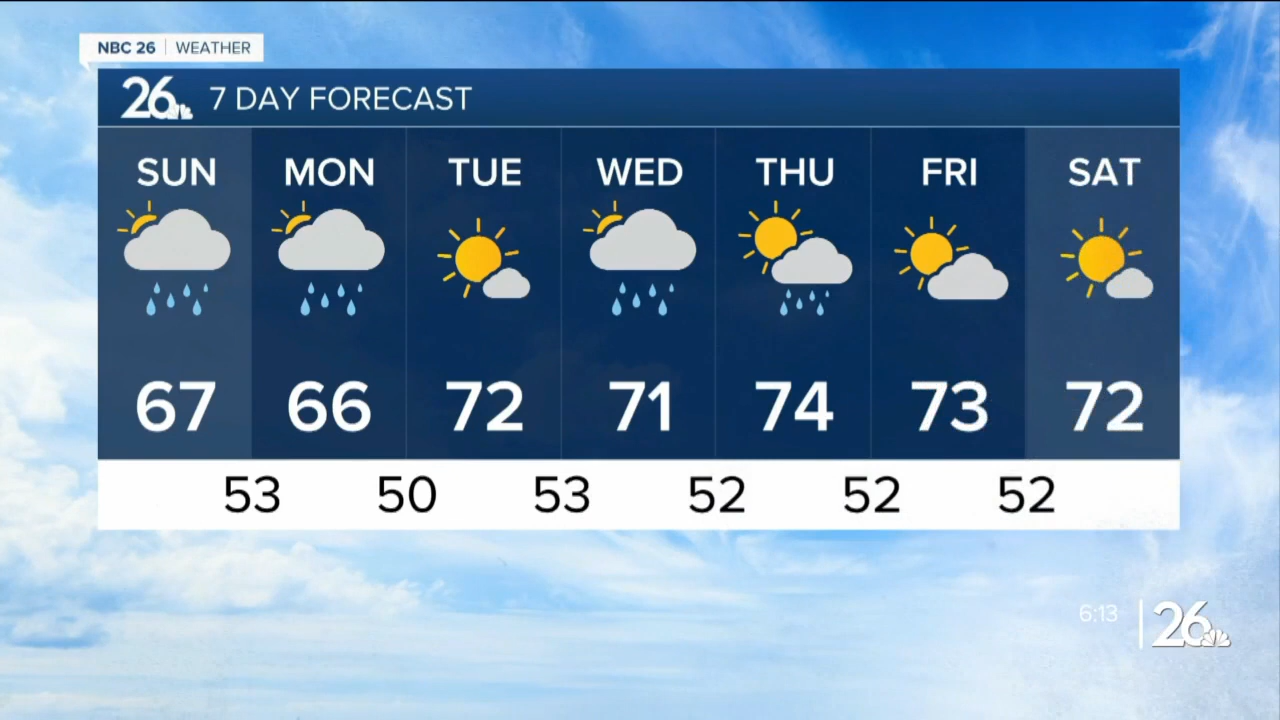 NBC 26 | WEATHER
26 7 DAY FORECAST
SUN MON TUE WED THU FRI SAT
67 66 72 71 74 73 72
53 50 53 52 52 52
6:13 | 26